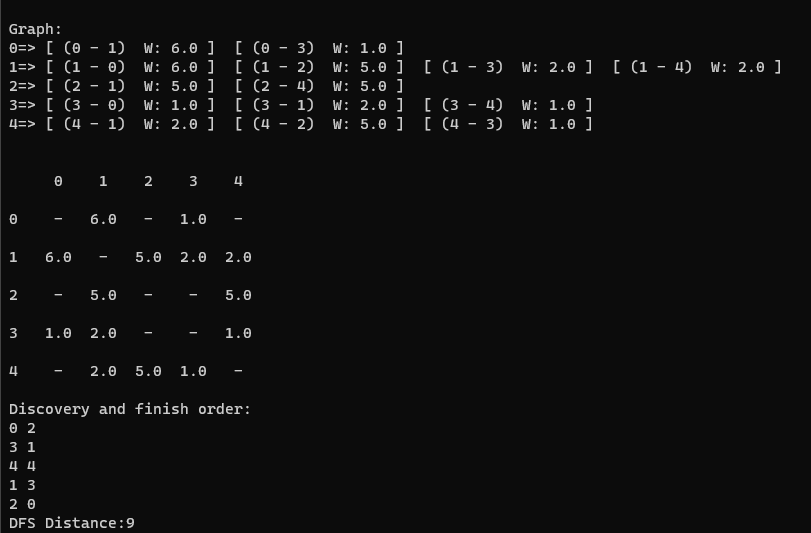 Graph:
0=> [ (0 - 1)  W: 6.0 ]  [ (0 - 3)  W: 1.0 ]
1=> [ (1 - 0)  W: 6.0 ]  [ (1 - 2)  W: 5.0 ]  [ (1 - 3)  W: 2.0 ]  [ (1 - 4)  W: 2.0 ]
2=> [ (2 - 1)  W: 5.0 ]  [ (2 - 4)  W: 5.0 ]
3=> [ (3 - 0)  W: 1.0 ]  [ (3 - 1)  W: 2.0 ]  [ (3 - 4)  W: 1.0 ]
4=> [ (4 - 1)  W: 2.0 ]  [ (4 - 2)  W: 5.0 ]  [ (4 - 3)  W: 1.0 ]
     0    1    2    3    4
0    -   6.0   -   1.0   -
1   6.0   -   5.0  2.0  2.0
2    -   5.0   -    -   5.0
3   1.0  2.0   -    -   1.0
4    -   2.0  5.0  1.0   -
Discovery and finish order:
0 2
3 1
4 4
1 3
2 0
DFS Distance:9